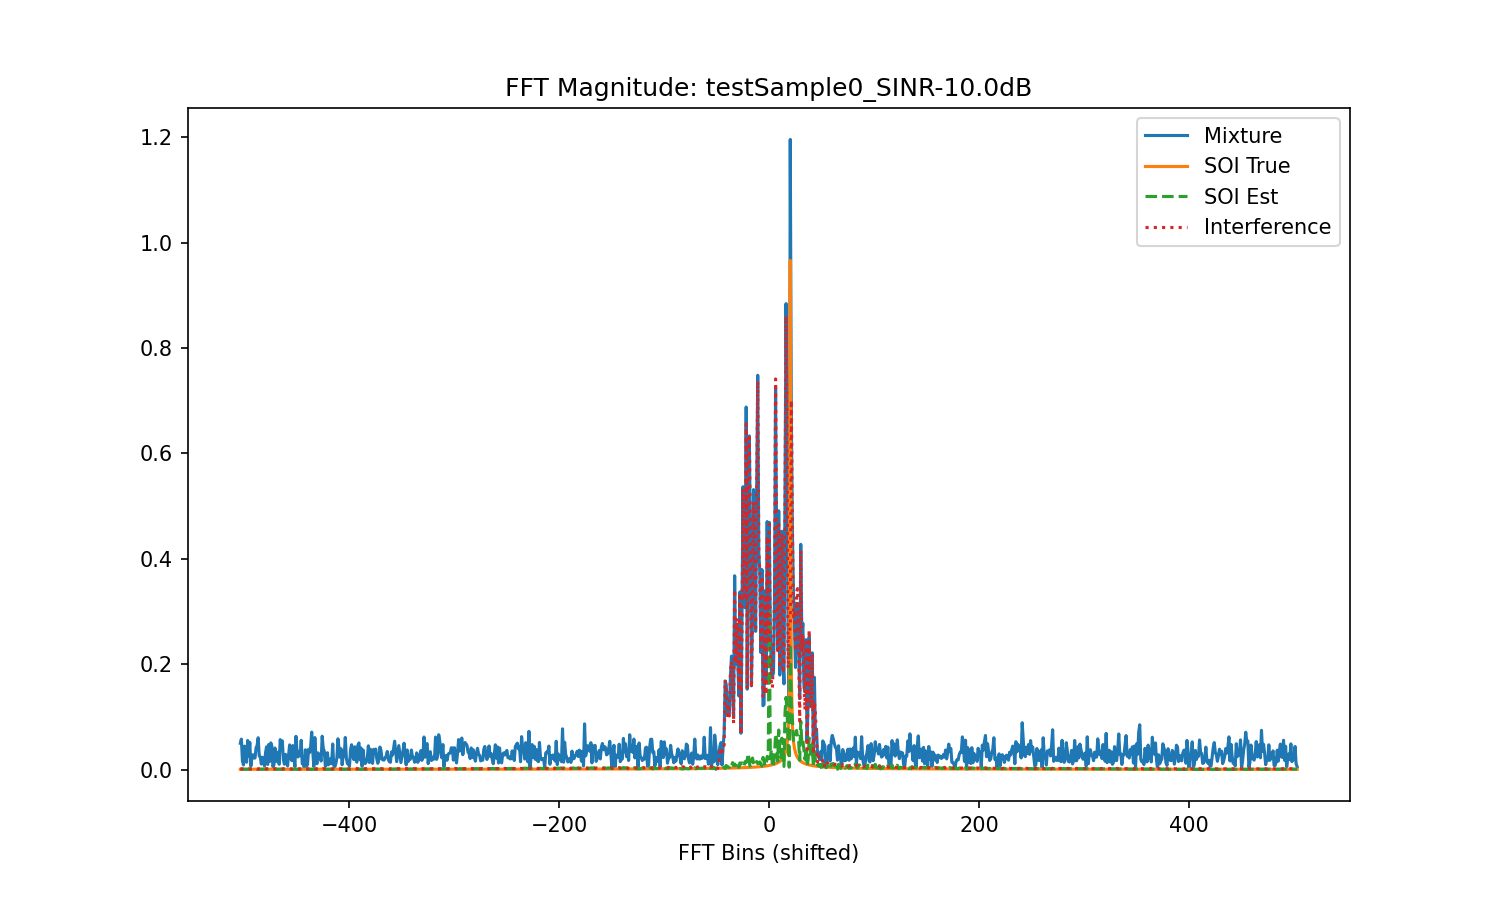 FFT Magnitude: testSample0_SINR-10.0dB
Mixture
SOI True
SOI Est
Interference
1.2
1.0
0.8
0.6
0.4
0.2
0.0
−400
−200
0
200
400
FFT Bins (shifted)